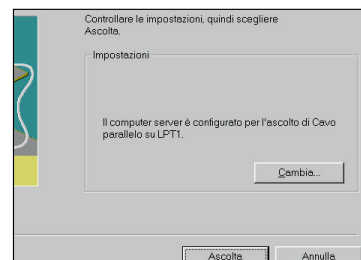 Controllare le impostazioni, quindi scegliere
Ascolta.
Impostazioni
Il computer server è configurato per l'ascolto di Cavo
parallelo su LPT1.
Cambia...
Ascolta
Annulla